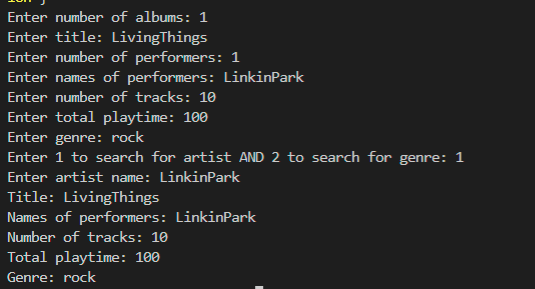 Enter number of albums: 1
Enter title: LivingThings
Enter number of performers: 1
Enter names of performers: LinkinPark
Enter number of tracks: 10
Enter total playtime: 100
Enter genre: rock
Enter 1 to search for artist AND 2 to search for genre: 1
Enter artist name: LinkinPark
Title: LivingThings
Names of performers: LinkinPark
Number of tracks: 10
Total playtime: 100
Genre: rock